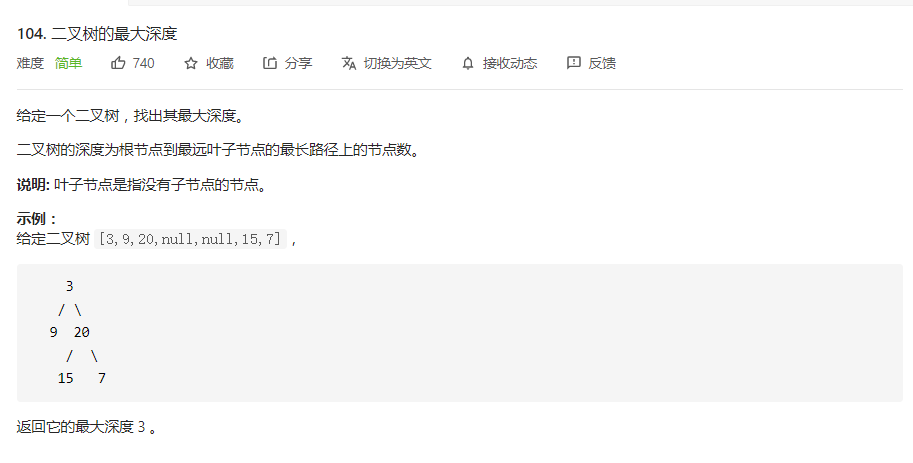 104. 二叉树的最大深度
难度 简单 740 收藏 分享 切换为英文 接收动态 反馈
给定一个二叉树，找出其最大深度。
二叉树的深度为根节点到最远叶子节点的最长路径上的节点数。
说明: 叶子节点是指没有子节点的节点。
示例：
给定二叉树 [3,9,20,null,null,15,7]，
3
/ \
9 20
/ \
15 7
返回它的最大深度 3 。